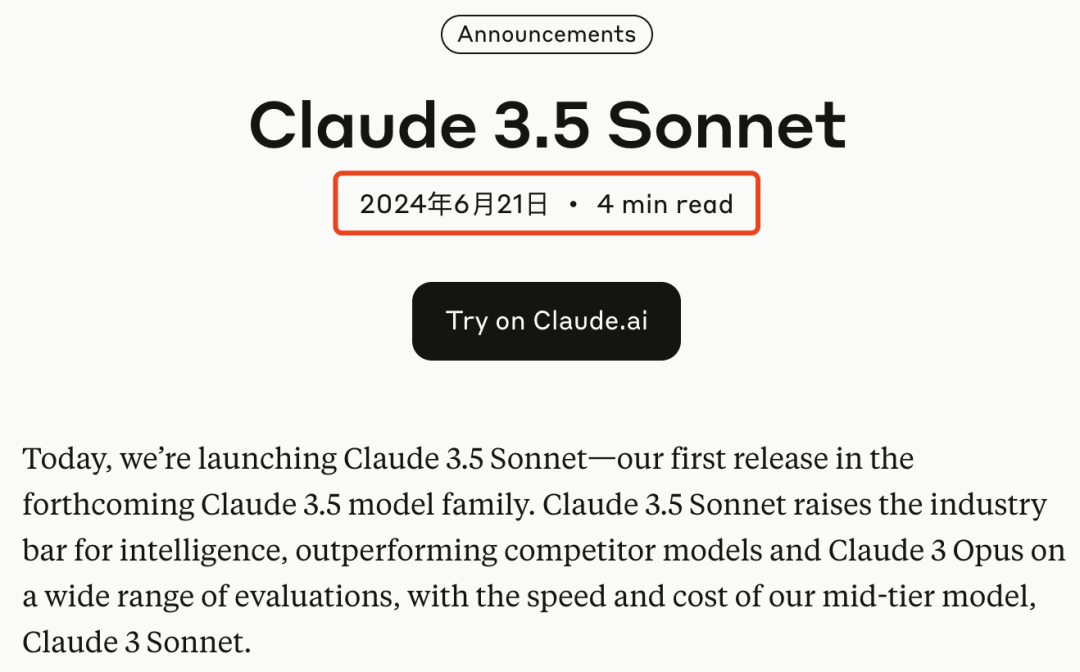 Announcements
Claude 3.5 Sonnet
2024年6月21日 • 4 min read
Try on Claude.ai
Today, we’re launching Claude 3.5 Sonnet—our first release in the
forthcoming Claude 3.5 model family. Claude 3.5 Sonnet raises the industry
bar for intelligence, outperforming competitor models and Claude 3 Opus on
a wide range of evaluations, with the speed and cost of our mid-tier model,
Claude 3 Sonnet.